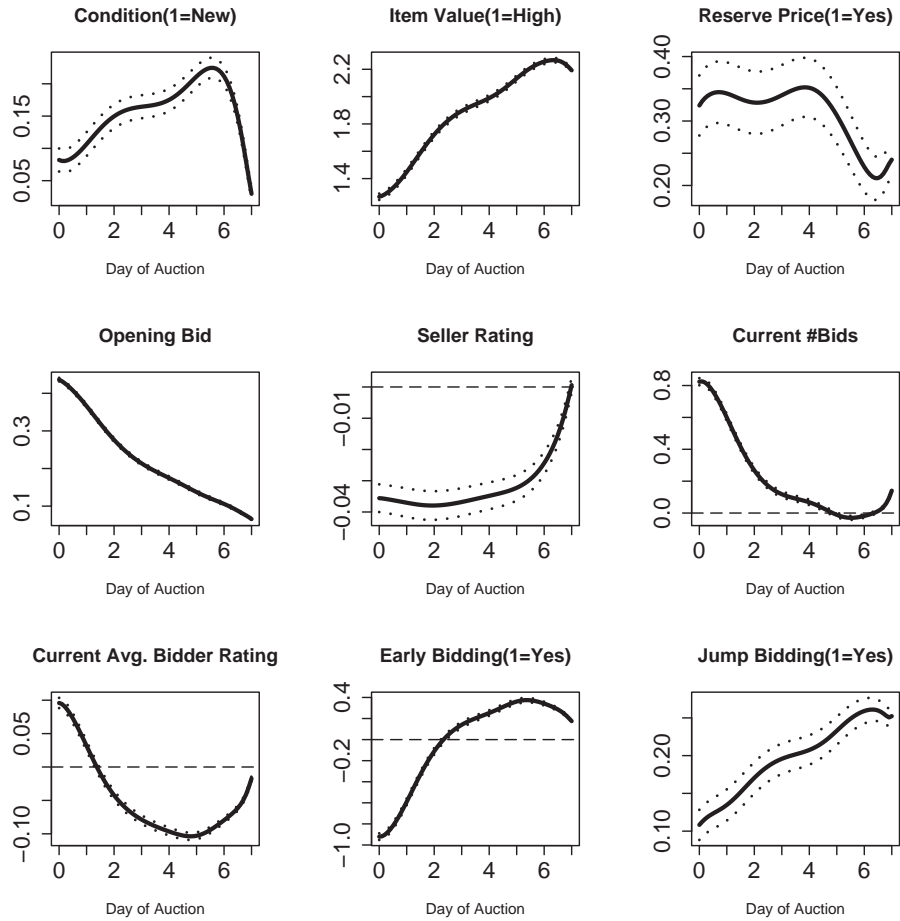 Condition(1=New)
0.05
0.15
0 2 4 6
Day of Auction
Item Value(1=High)
1.4
1.8
2.2
0 2 4 6
Day of Auction
Reserve Price(1=Yes)
0.20
0.30
0.40
0 2 4 6
Day of Auction
Opening Bid
0.1
0.3
0 2 4 6
Day of Auction
Seller Rating
−0.04
−0.01
0 2 4 6
Day of Auction
Current #Bids
0.0
0.4
0.8
0 2 4 6
Day of Auction
Current Avg. Bidder Rating
−0.10
0.05
0 2 4 6
Day of Auction
Early Bidding(1=Yes)
−1.0
−0.2
0.4
0 2 4 6
Day of Auction
Jump Bidding(1=Yes)
0.10
0.20
0 2 4 6
Day of Auction